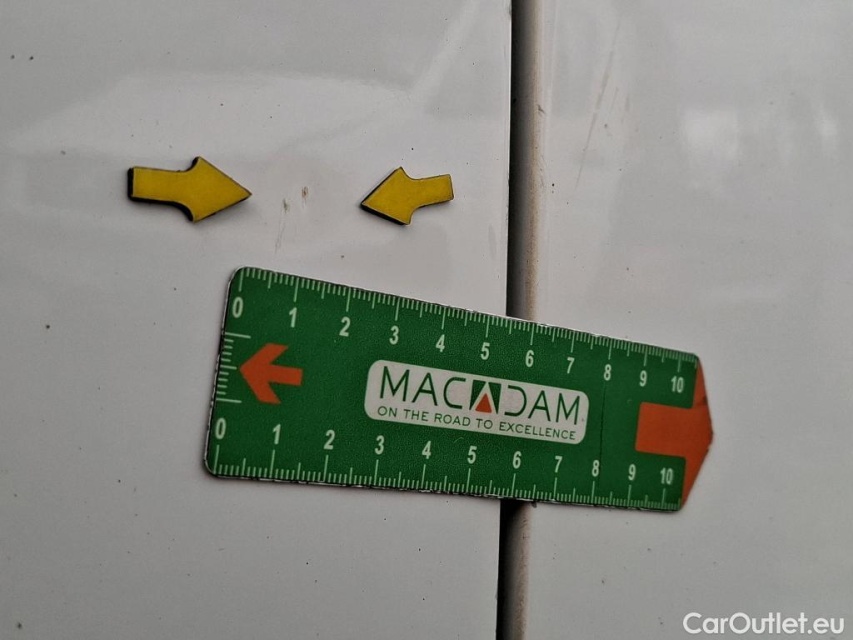 0 1 2 3 4 5 6 7 8 9 10
MACADAM
ON THE ROAD TO EXCELLENCE
0 1 2 3 4 5 6 7 8 9 10
CarOutlet.eu